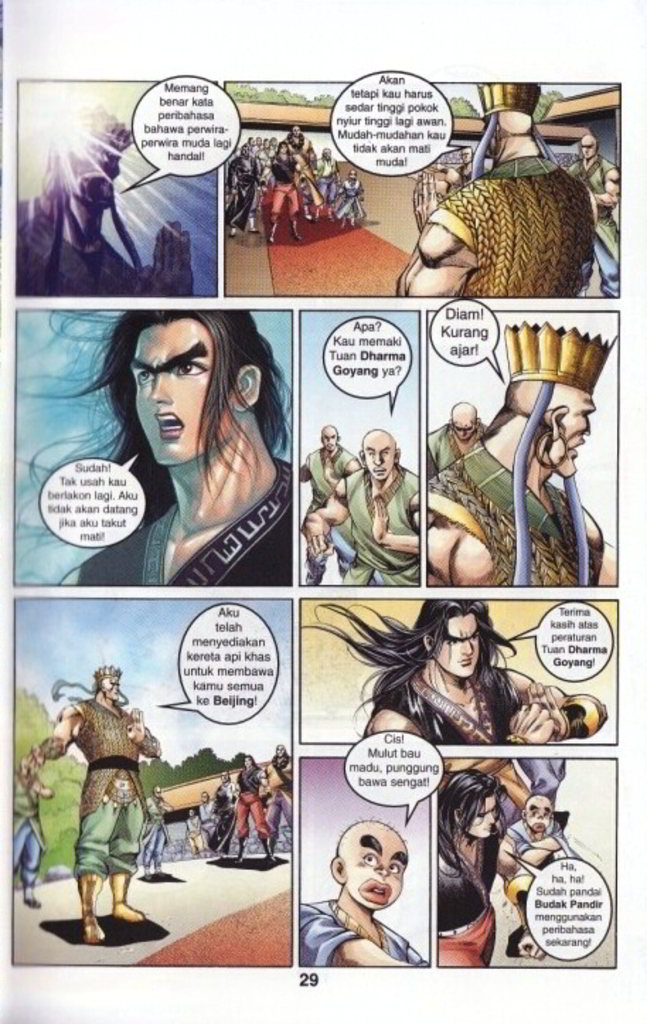 Memang
benar kata
peribahasa
bahawa perwira-
perwira muda lagi
handal!
Akan
tetapi kau harus
sedar tinggi pokok
nyiur tinggi lagi awan.
Mudah-mudahan kau
tidak akan mati
muda!
Sudah!
Tak usah kau
berlakon lagi. Aku
tidak akan datang
jika aku takut
mati!
Apa?
Kau memaki
Tuan Dharma
Goyang ya?
Diam!
Kurang
ajar!
Aku
telah
menyediakan
kereta api khas
untuk membawa
kamu semua
ke Beijing!
Terima
kasih atas
peraturan
Tuan Dharma
Goyang!
Cis!
Mulut bau
madu, punggung
bawa sengat!
Ha,
ha, ha!
Sudah pandai
Budak Pandir
menggunakan
peribahasa
sekarang!
29